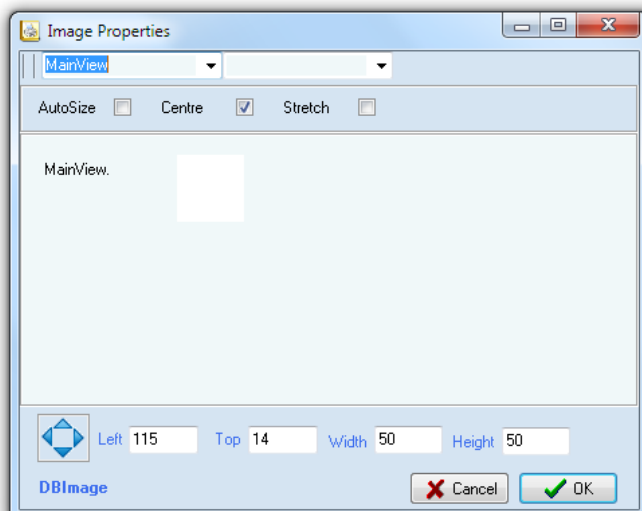 Image Properties
MainView
AutoSize Centre Stretch
MainView.
Left 115 Top 14 Width 50 Height 50
DBImage Cancel OK